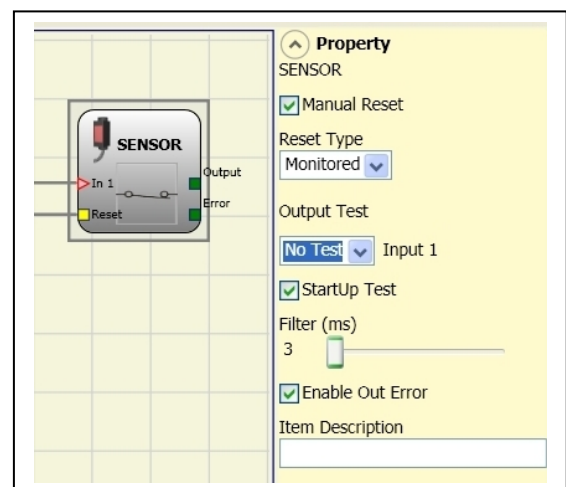 SENSOR
In 1
Reset
Output
Error
Property
SENSOR
Manual Reset
Reset Type
Monitored
Output Test
No Test Input 1
StartUp Test
Filter (ms)
3
Enable Out Error
Item Description